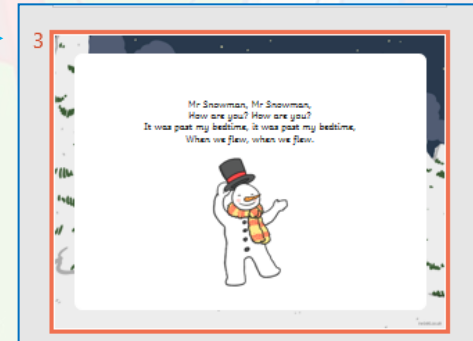 3
Mr Snowman, Mr Snowman,
How are you? How are you?
It was past my bedtime, it was past my bedtime,
When we flew, when we flew.